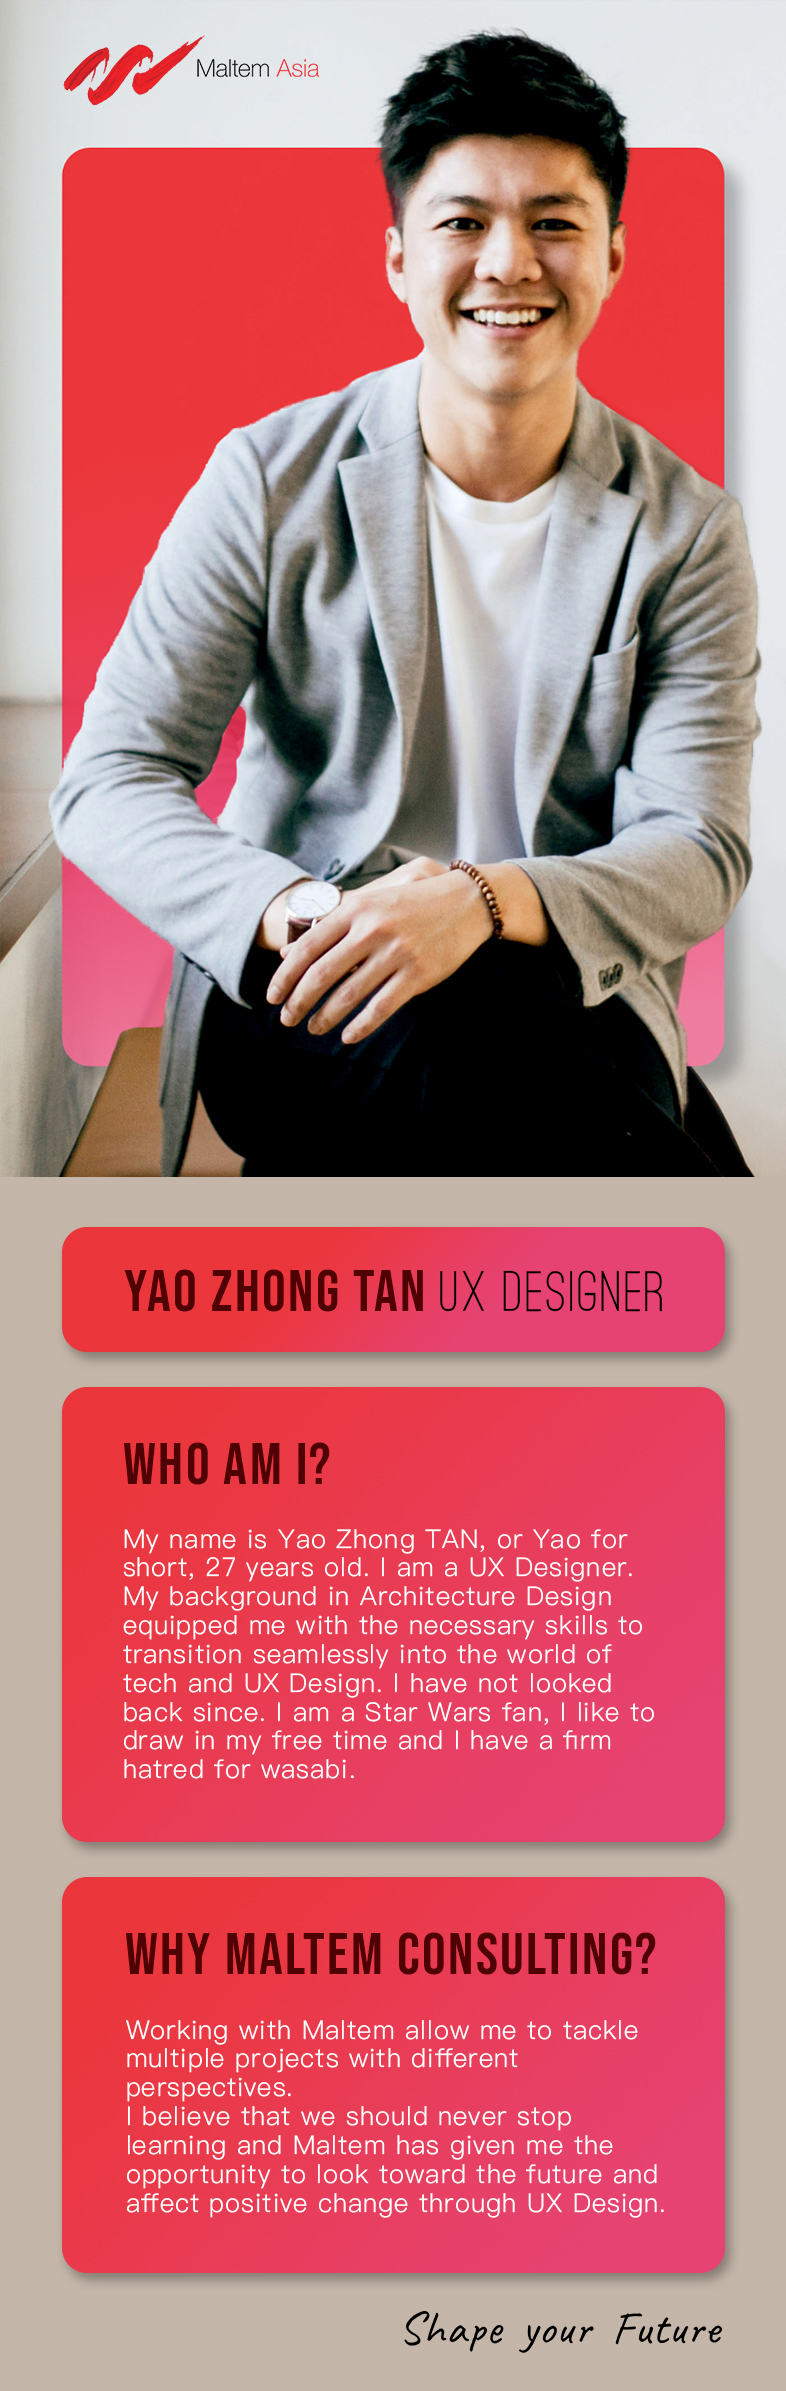 Maltem Asia
YAO ZHONG TAN UX DESIGNER
WHO AM I?
My name is Yao Zhong TAN, or Yao for
short, 27 years old. I am a UX Designer.
My background in Architecture Design
equipped me with the necessary skills to
transition seamlessly into the world of
tech and UX Design. I have not looked
back since. I am a Star Wars fan, I like to
draw in my free time and I have a firm
hatred for wasabi.
WHY MALTEM CONSULTING?
Working with Maltem allow me to tackle
multiple projects with different
perspectives.
I believe that we should never stop
learning and Maltem has given me the
opportunity to look toward the future and
affect positive change through UX Design.
Shape your Future